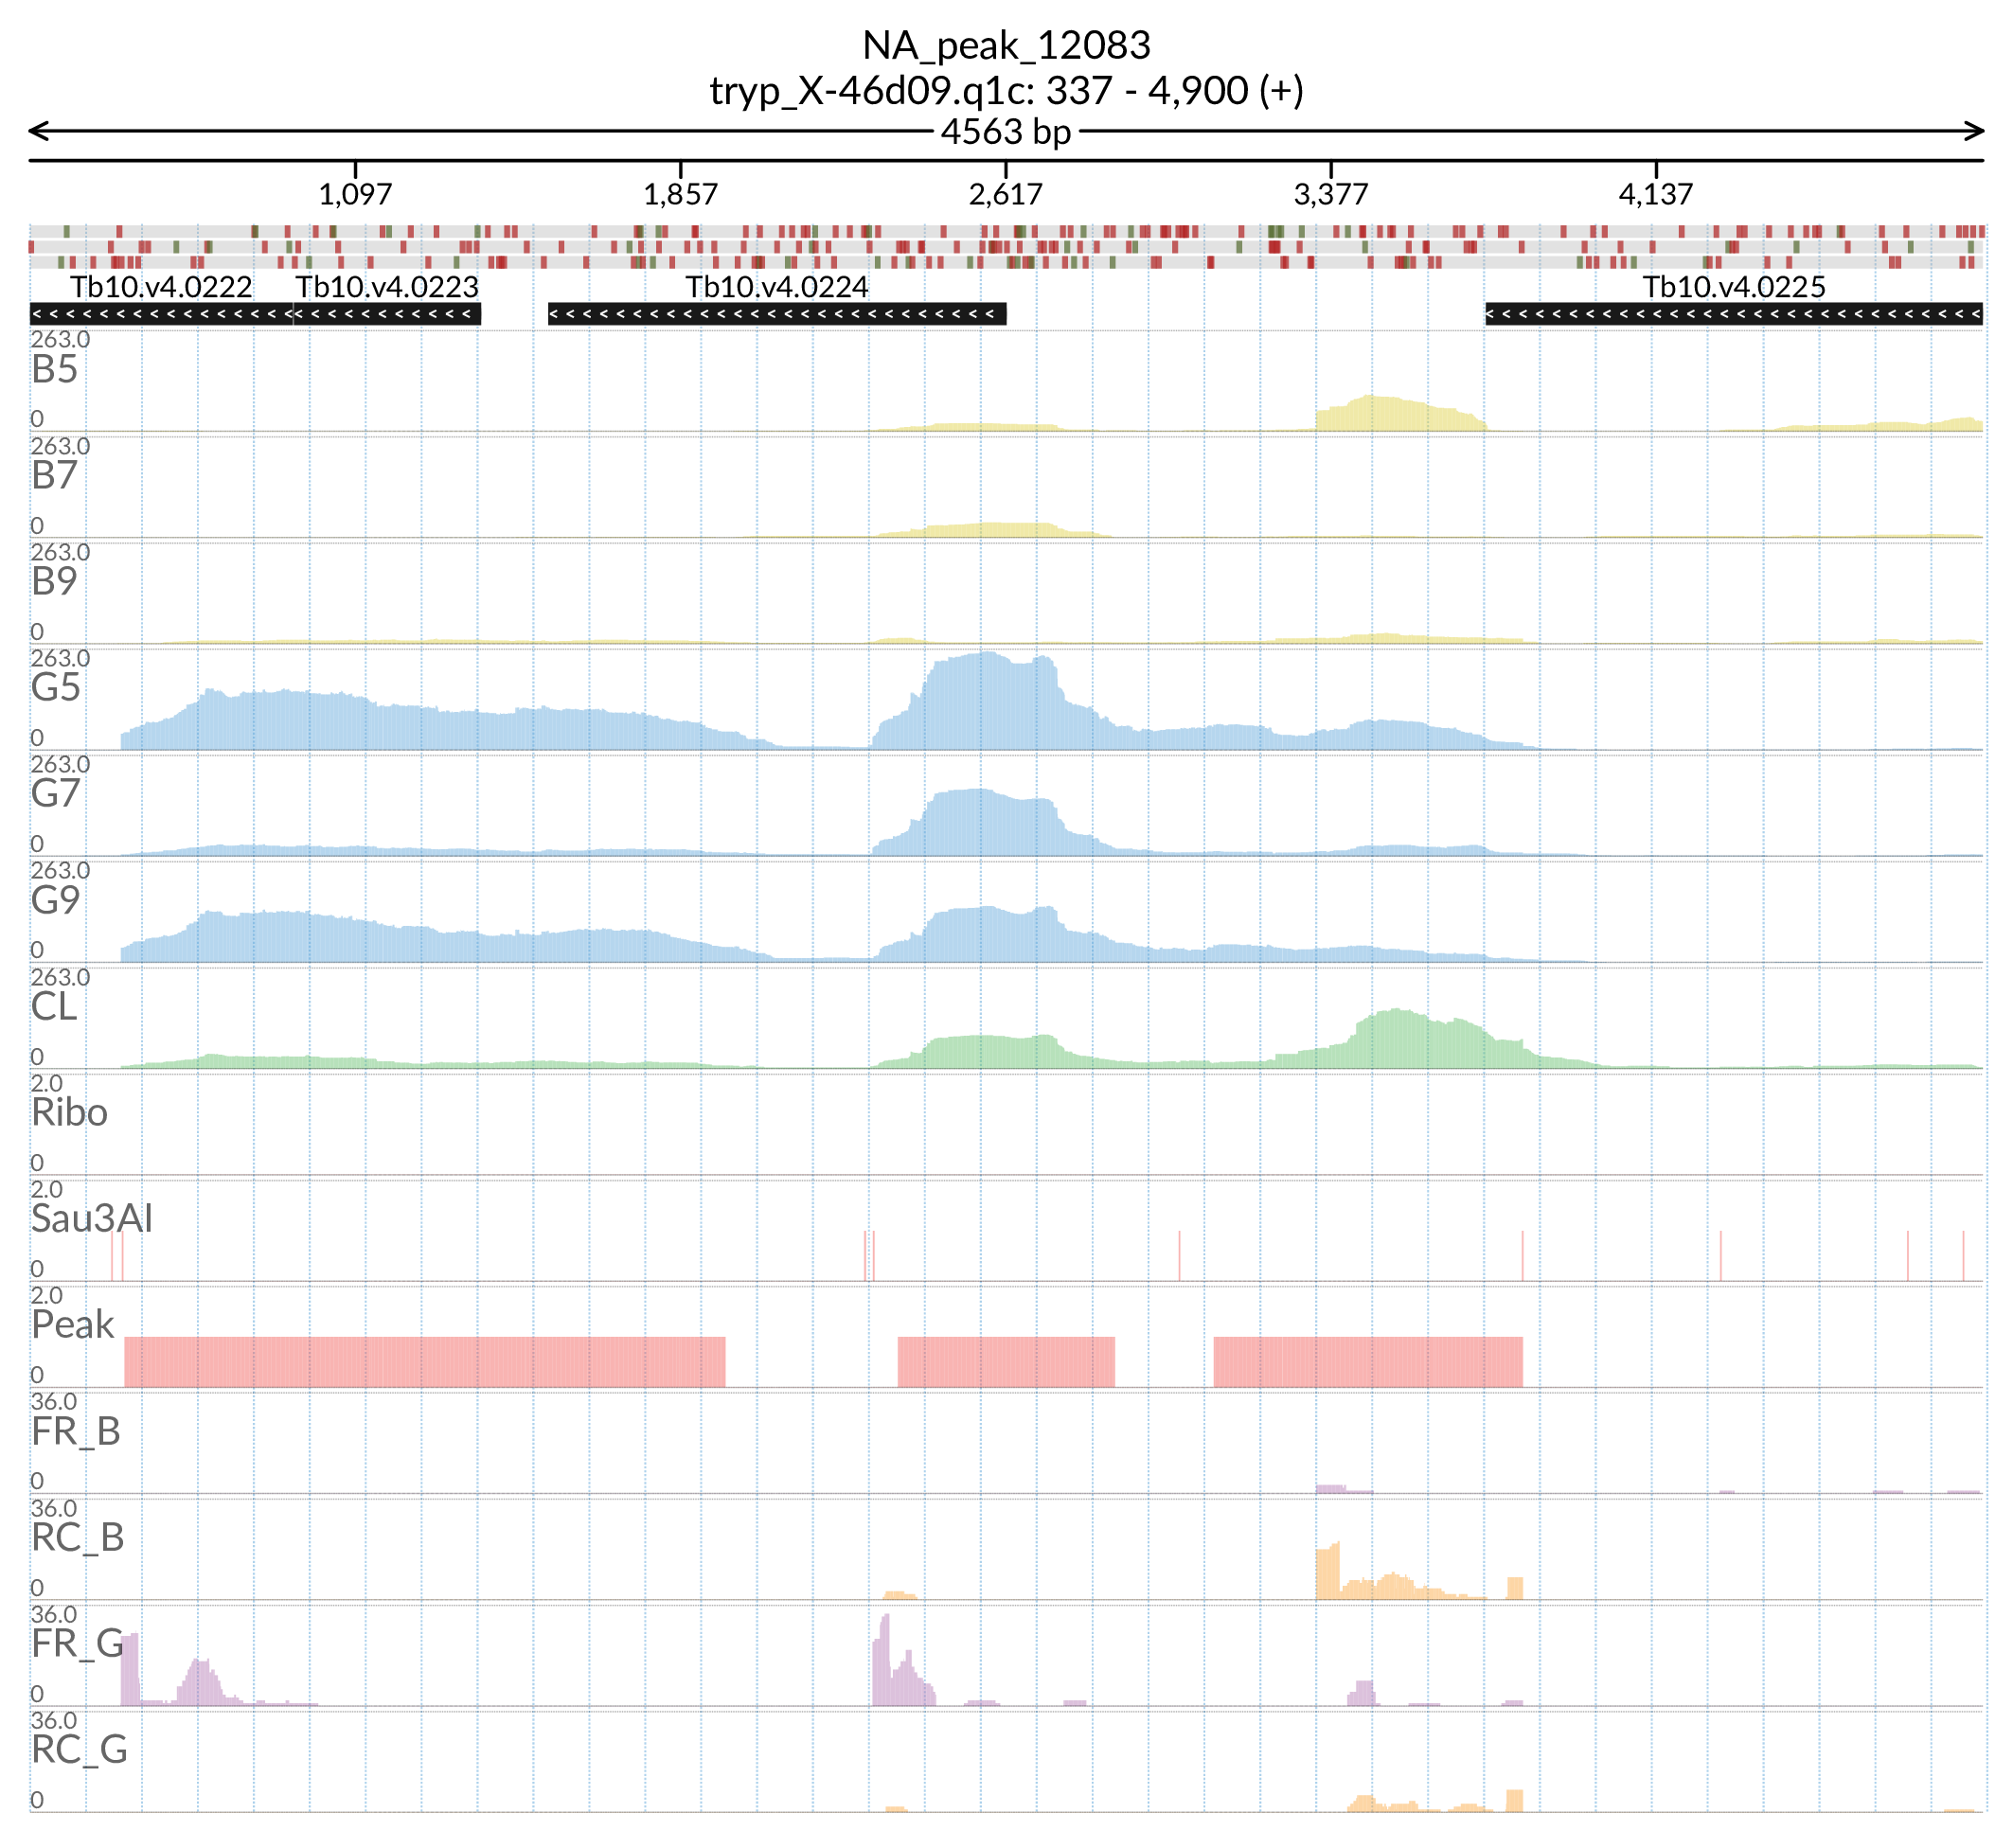 NA_peak_12083
tryp_X-46d09.q1c: 337 - 4,900 (+)
4563 bp
1,097 1,857 2,617 3,377 4,137
Tb10.v4.0222 Tb10.v4.0223 Tb10.v4.0224 Tb10.v4.0225
263.0
B5
0
263.0
B7
0
263.0
B9
0
263.0
G5
0
263.0
G7
0
263.0
G9
0
263.0
CL
0
2.0
Ribo
0
2.0
Sau3AI
0
2.0
Peak
0
36.0
FR_B
0
36.0
RC_B
0
36.0
FR_G
0
36.0
RC_G
0